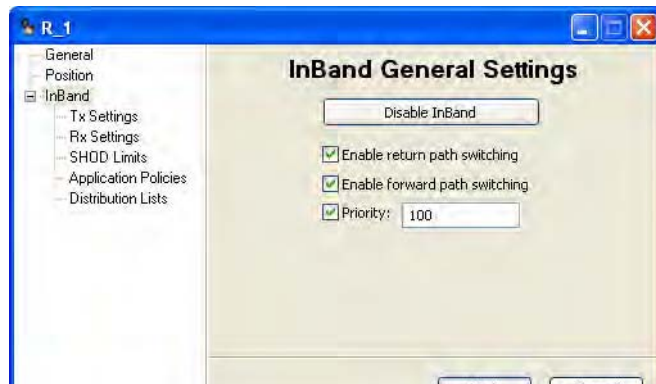 R_1
General
Position
InBand
Tx Settings
Rx Settings
SHOD Limits
Application Policies
Distribution Lists
InBand General Settings
Disable InBand
Enable return path switching
Enable forward path switching
Priority: 100